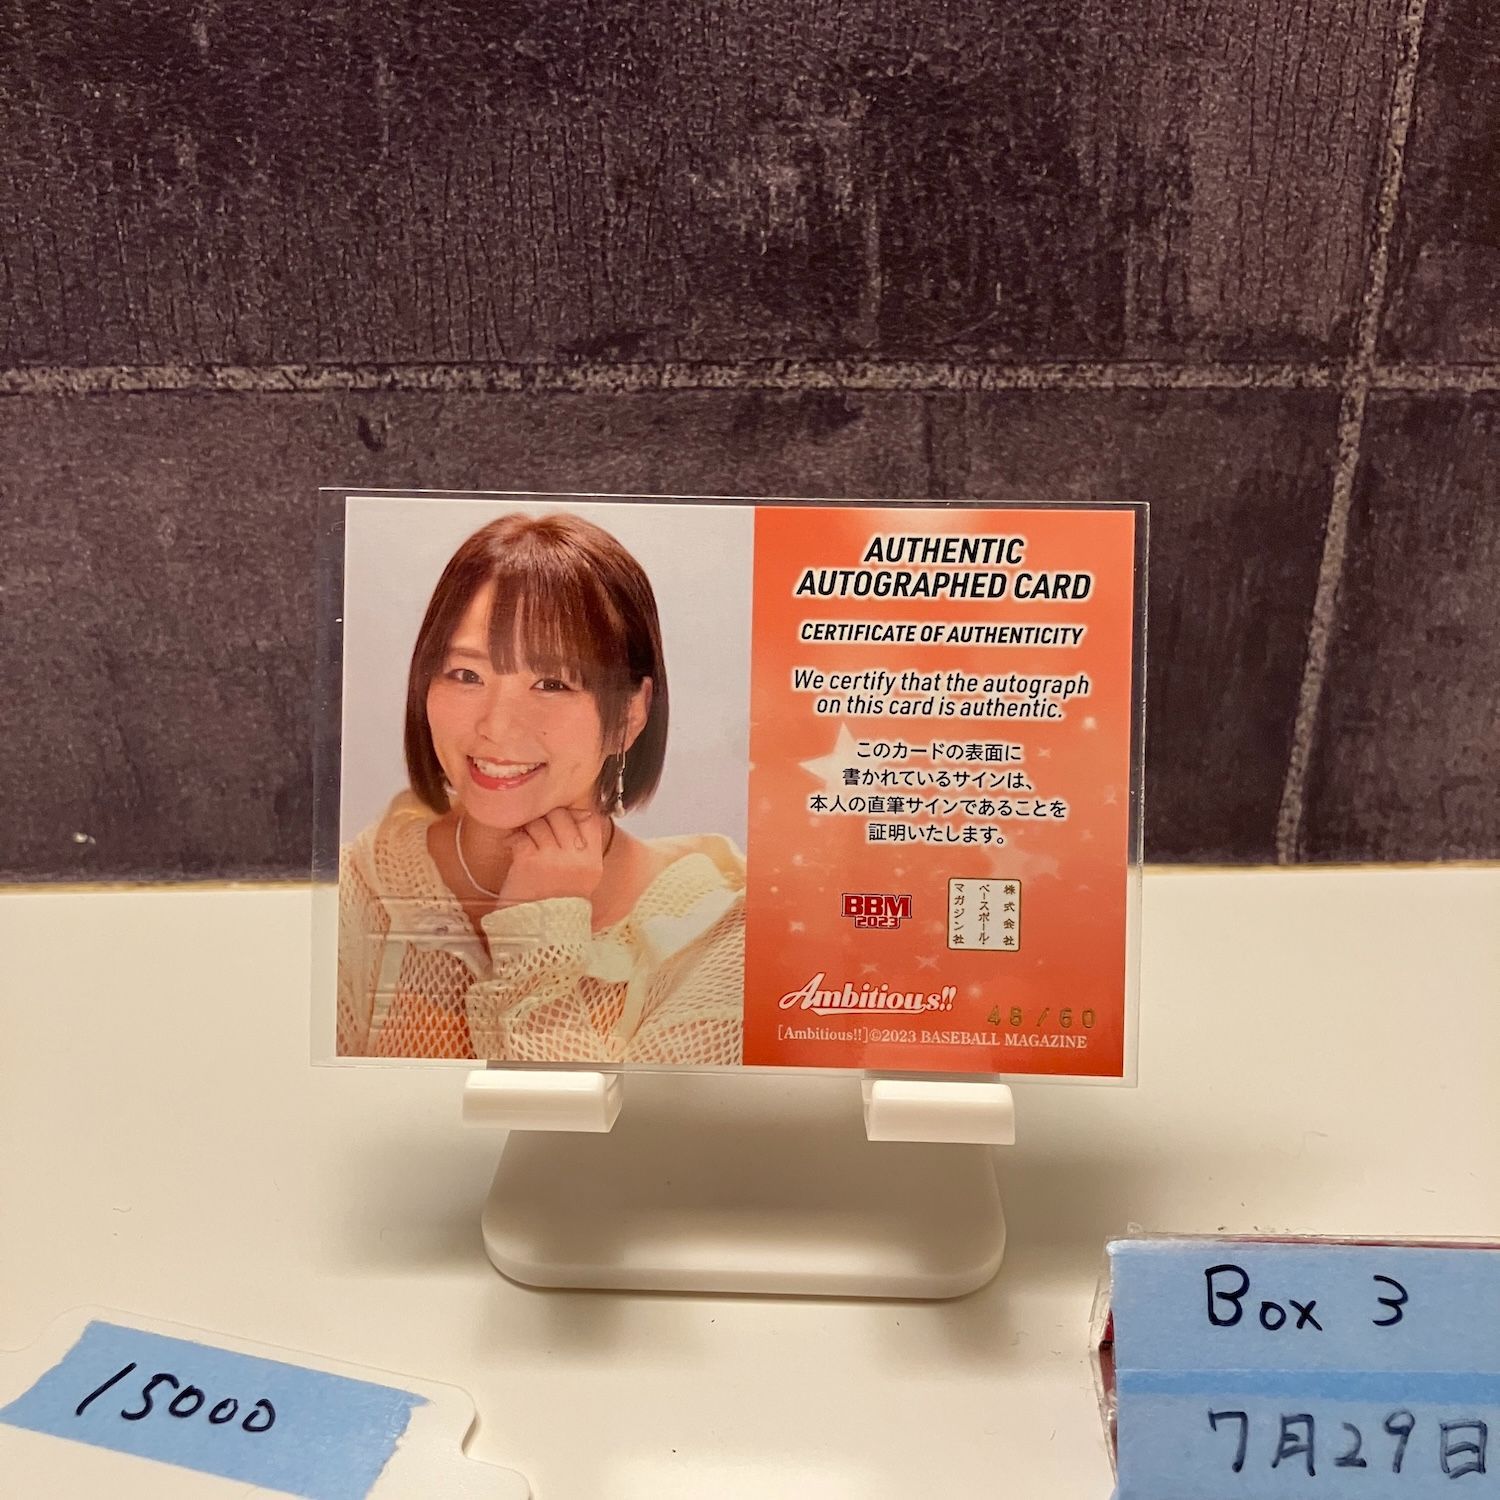 AUTHENTIC
AUTOGRAPHED CARD
CERTIFICATE OF AUTHENTICITY
We certify that the autograph
on this card is authentic.
このカードの表面に
書かれているサインは、
本人の直筆サインであることを
証明いたします。
BBM
2023
株式会社
ベースボール・
マガジン社
Ambitious!!
48/60
[Ambitious!!]©2023 BASEBALL MAGAZINE
15000
Box 3
7月29日